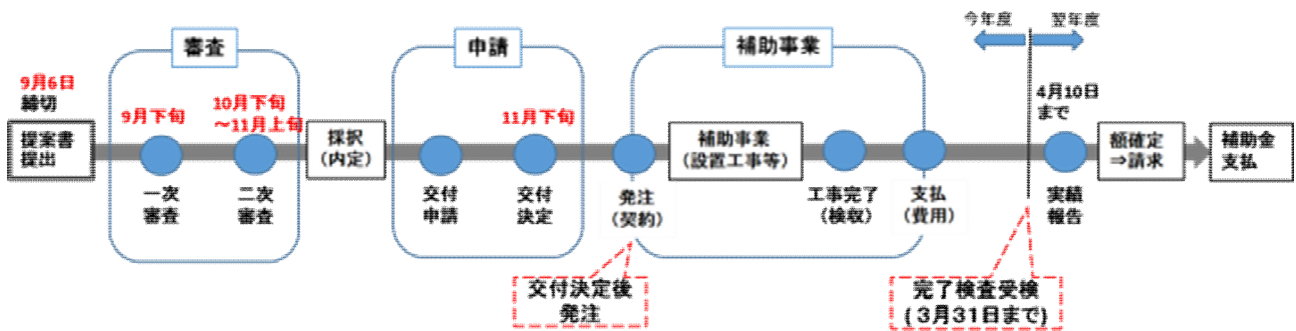 今年度
翌年度
審査
申請
補助事業
9月6日
締切
提案書
提出
9月下旬
一次
審査
10月下旬
～11月上旬
二次
審査
採択
（内定）
交付
申請
11月下旬
交付
決定
発注
（契約）
補助事業
（設置工事等）
工事完了
（検収）
支払
（費用）
4月10日
まで
実績
報告
額確定
⇒請求
補助金
支払
交付決定後
発注
完了検査受検
(３月31日まで)